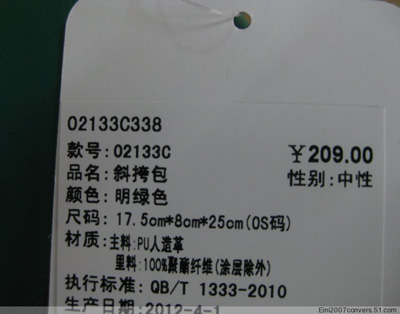 02133C338
款号: 02133C
￥209.00
品名: 斜挎包
性别: 中性
颜色: 明绿色
尺码: 17.5cm*8cm*25cm(OS码)
材质: 主料:PU人造革
里料:100%聚酯纤维(涂层除外)
执行标准: QB/T 1333-2010
生产日期:2012-4-1
Eini2007convers.51.com